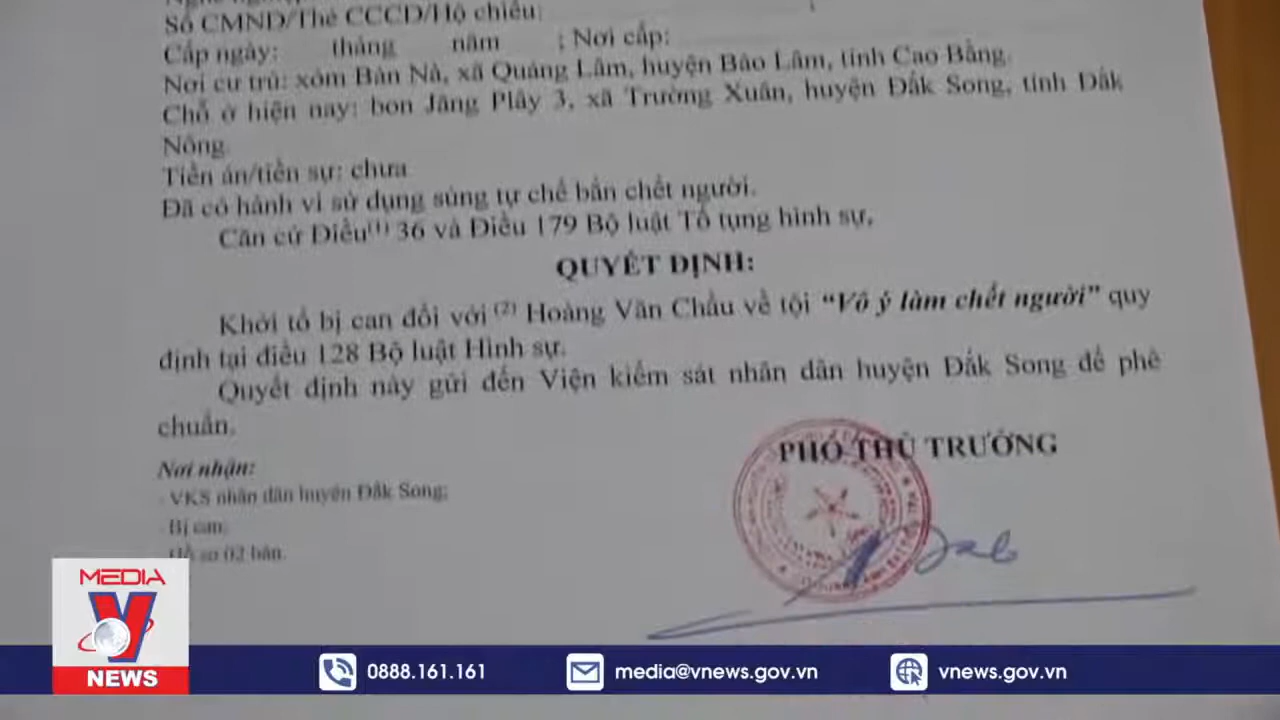 Số CMND/Thẻ CCCD/Hộ chiếu:
Cấp ngày: tháng năm ; Nơi cấp:
Nơi cư trú: xóm Bản Nà, xã Quảng Lâm, huyện Bảo Lâm, tỉnh Cao Bằng.
Chỗ ở hiện nay: bon Jâng Plây 3, xã Trường Xuân, huyện Đắk Song, tỉnh Đắk
Nông.
Tiền án/tiền sự: chưa
Đã có hành vi sử dụng súng tự chế bắn chết người.
Căn cứ Điều⁽¹⁾ 36 và Điều 179 Bộ luật Tố tụng hình sự,
QUYẾT ĐỊNH:
Khởi tố bị can đối với ⁽²⁾ Hoàng Văn Chầu về tội “Vô ý làm chết người” quy
định tại điều 128 Bộ luật Hình sự.
Quyết định này gửi đến Viện kiểm sát nhân dân huyện Đắk Song để phê
chuẩn.
PHÓ THỦ TRƯỞNG
Nơi nhận:
- VKS nhân dân huyện Đắk Song;
- Bị can;
- Hồ sơ 02 bản.
MEDIA
V
NEWS
0888.161.161
media@vnews.gov.vn
vnews.gov.vn